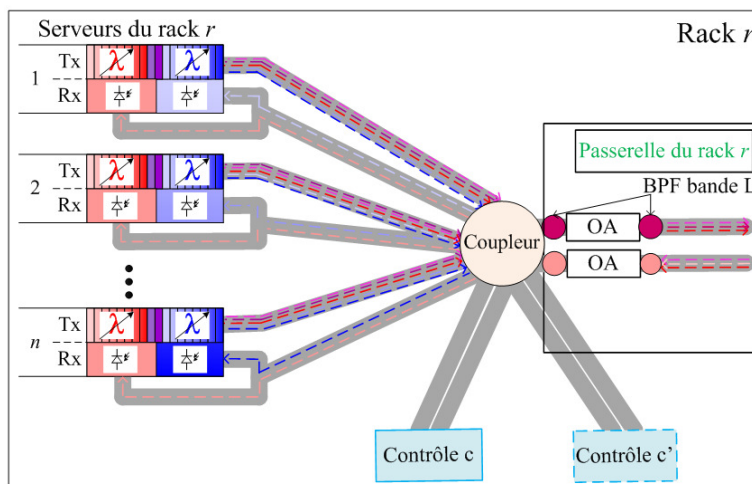 Serveurs du rack r
Rack r
1
Tx
λ
λ
Rx
2
Tx
λ
λ
Rx
n
Tx
λ
λ
Rx
Coupleur
Passerelle du rack r
BPF bande L
OA
OA
Contrôle c
Contrôle c’